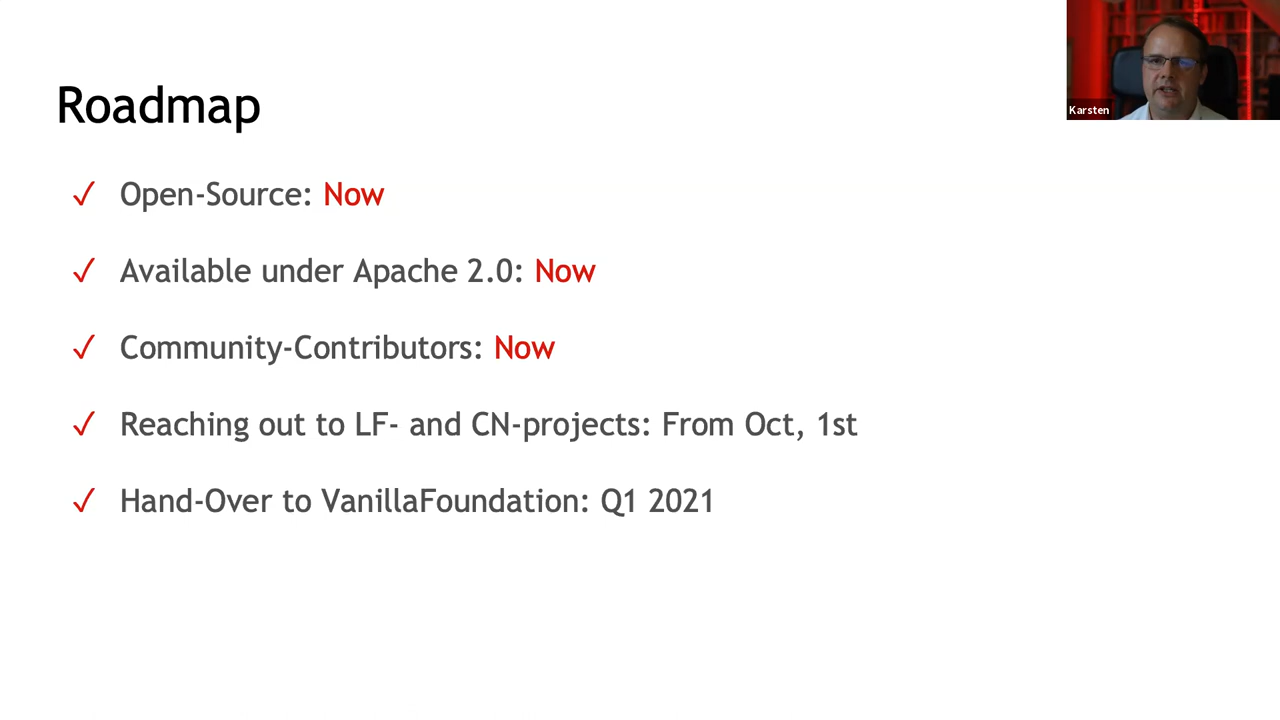 Roadmap
Karsten
✓ Open-Source: Now
✓ Available under Apache 2.0: Now
✓ Community-Contributors: Now
✓ Reaching out to LF- and CN-projects: From Oct, 1st
✓ Hand-Over to VanillaFoundation: Q1 2021